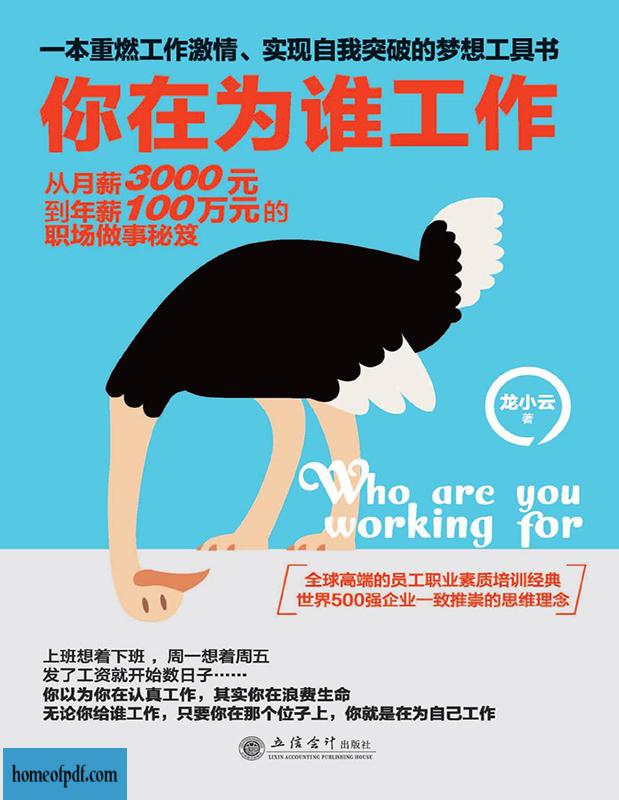 一本重燃工作激情、实现自我突破的梦想工具书
你在为谁工作
从月薪3000元
到年薪100万元的
职场做事秘笈
龙小云
著
Who are you
working for
全球高端的员工职业素质培训经典
世界500强企业一致推崇的思维理念
上班想着下班，周一想着周五
发了工资就开始数日子……
你以为你在认真工作，其实你在浪费生命
无论你给谁工作，只要你在那个位子上，你就是在为自己工作
立信会计出版社
LIXIN ACCOUNTING PUBLISHING HOUSE
homeofpdf.com